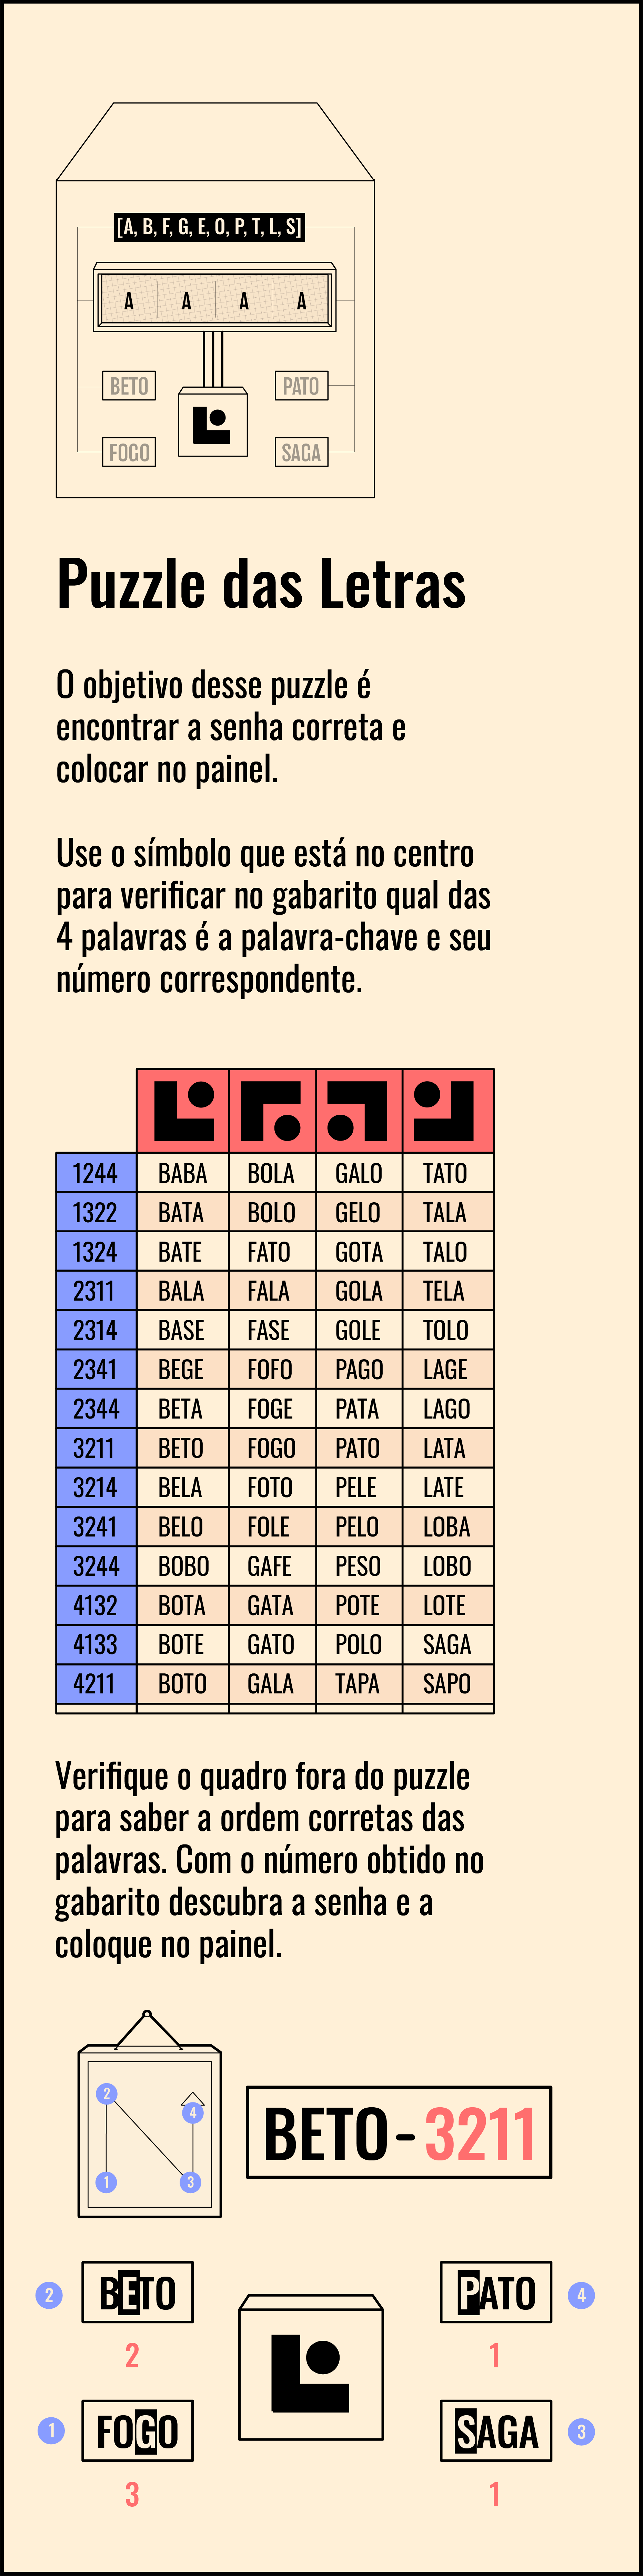 [A, B, F, G, E, O, P, T, L, S]
A A A A
BETO PATO
FOGO SAGA
Puzzle das Letras
O objetivo desse puzzle é
encontrar a senha correta e
colocar no painel.
Use o símbolo que está no centro
para verificar no gabarito qual das
4 palavras é a palavra-chave e seu
número correspondente.
1244 BABA BOLA GALO TATO
1322 BATA BOLO GELO TALA
1324 BATE FATO GOTA TALO
2311 BALA FALA GOLA TELA
2314 BASE FASE GOLE TOLO
2341 BEGE FOFO PAGO LAGE
2344 BETA FOGE PATA LAGO
3211 BETO FOGO PATO LATA
3214 BELA FOTO PELE LATE
3241 BELO FOLE PELO LOBA
3244 BOBO GAFE PESO LOBO
4132 BOTA GATA POTE LOTE
4133 BOTE GATO POLO SAGA
4211 BOTO GALA TAPA SAPO
Verifique o quadro fora do puzzle
para saber a ordem corretas das
palavras. Com o número obtido no
gabarito descubra a senha e a
coloque no painel.
2 4
1 3
BETO - 3211
2 BETO PATO 4
2 1
1 FOGO SAGA 3
3 1